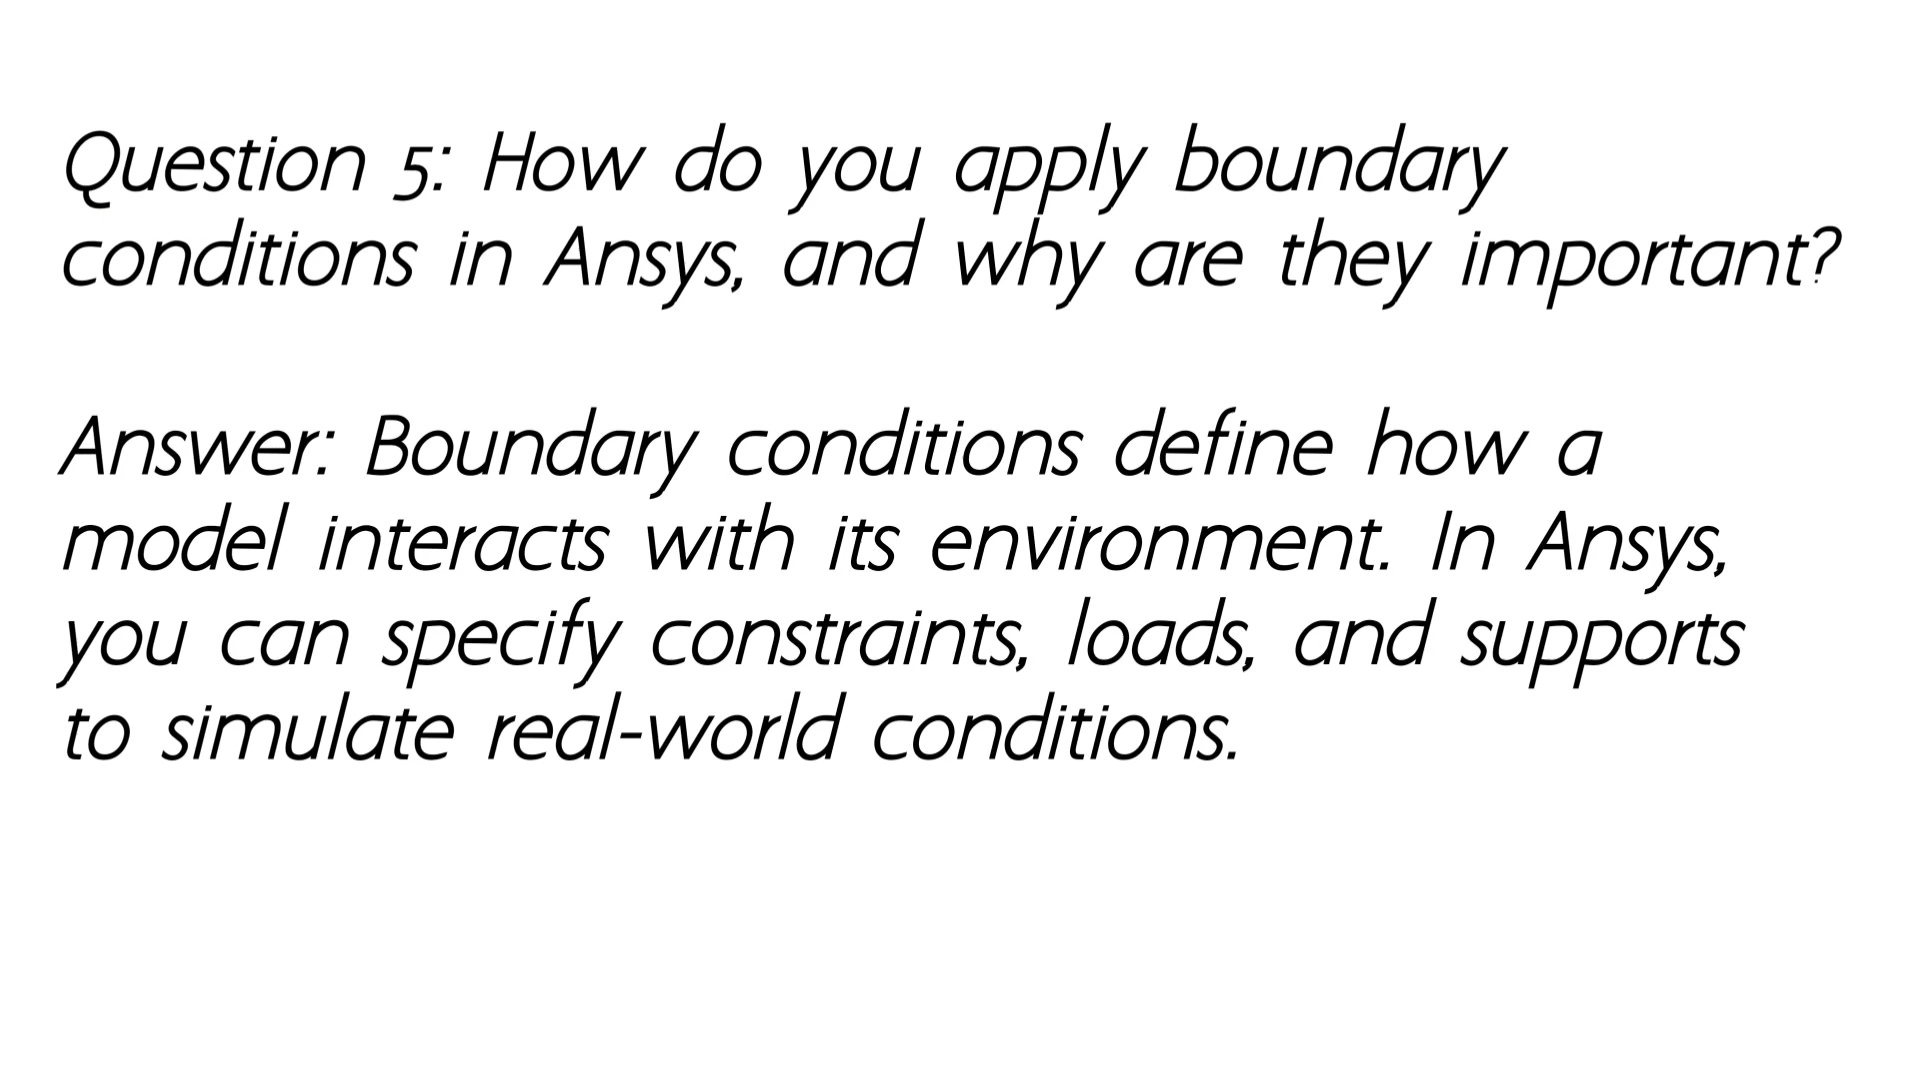 Question 5: How do you apply boundary
conditions in Ansys, and why are they important?
Answer: Boundary conditions define how a
model interacts with its environment. In Ansys,
you can specify constraints, loads, and supports
to simulate real-world conditions.